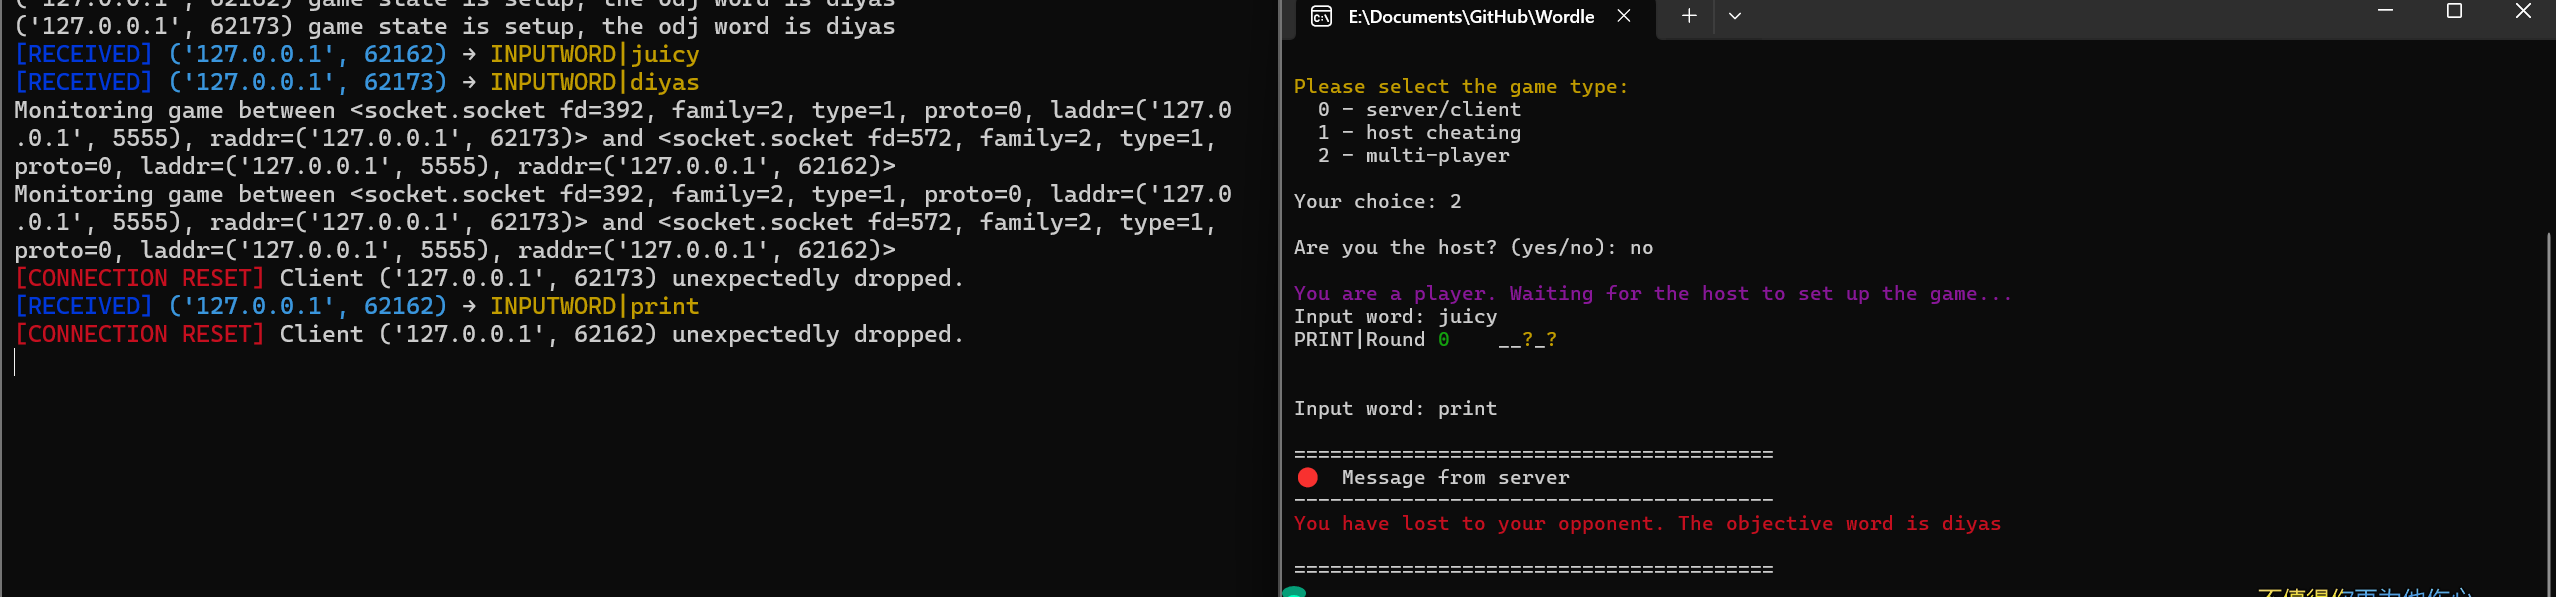 ('127.0.0.1', 62162) game state is setup, the odj word is diyas
('127.0.0.1', 62173) game state is setup, the odj word is diyas
[RECEIVED] ('127.0.0.1', 62162) → INPUTWORD|juicy
[RECEIVED] ('127.0.0.1', 62173) → INPUTWORD|diyas
Monitoring game between <socket.socket fd=392, family=2, type=1, proto=0, laddr=('127.0
.0.1', 5555), raddr=('127.0.0.1', 62173)> and <socket.socket fd=572, family=2, type=1,
proto=0, laddr=('127.0.0.1', 5555), raddr=('127.0.0.1', 62162)>
Monitoring game between <socket.socket fd=392, family=2, type=1, proto=0, laddr=('127.0
.0.1', 5555), raddr=('127.0.0.1', 62173)> and <socket.socket fd=572, family=2, type=1,
proto=0, laddr=('127.0.0.1', 5555), raddr=('127.0.0.1', 62162)>
[CONNECTION RESET] Client ('127.0.0.1', 62173) unexpectedly dropped.
[RECEIVED] ('127.0.0.1', 62162) → INPUTWORD|print
[CONNECTION RESET] Client ('127.0.0.1', 62162) unexpectedly dropped.
E:\Documents\GitHub\Wordle
Please select the game type:
0 - server/client
1 - host cheating
2 - multi-player
Your choice: 2
Are you the host? (yes/no): no
You are a player. Waiting for the host to set up the game...
Input word: juicy
PRINT|Round 0    __?_?
Input word: print
========================================
Message from server
----------------------------------------
You have lost to your opponent. The objective word is diyas
========================================